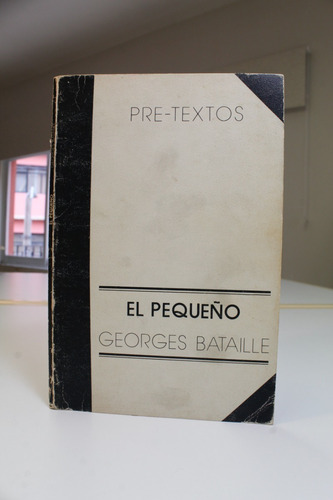 PRE-TEXTOS
EL PEQUEÑO
GEORGES BATAILLE